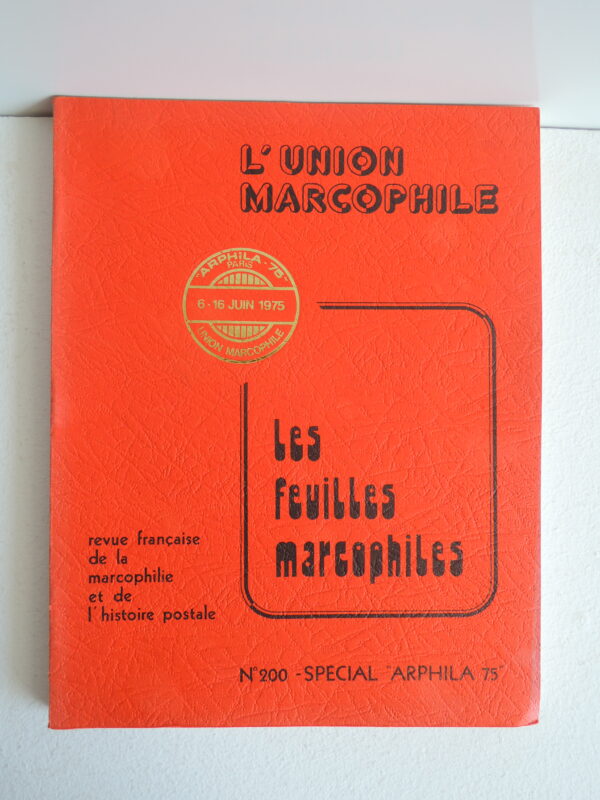 L'UNION
MARCOPHILE
"ARPHILA-75"
PARIS
6-16 JUIN 1975
UNION MARCOPHILE
les
feuilles
marcophiles
revue française
de la
marcophilie
et de
l'histoire postale
N°200 - SPECIAL "ARPHILA 75"